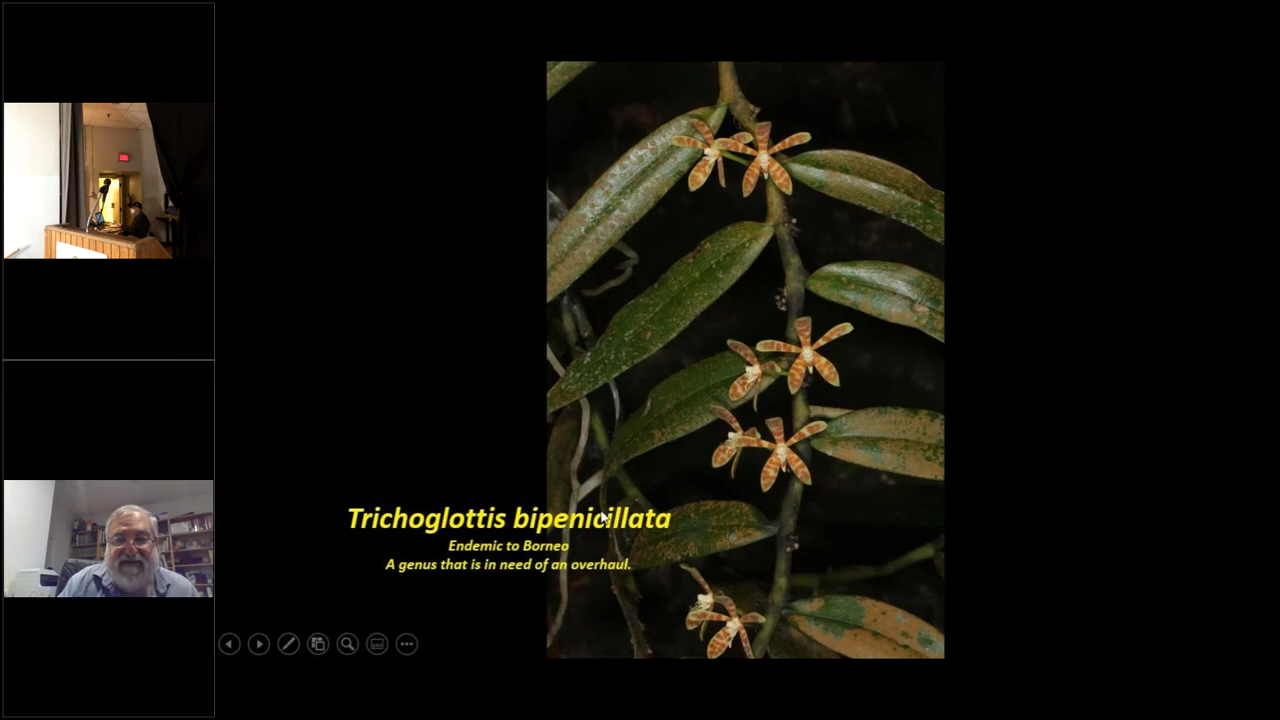 Trichoglottis bipenicillata
Endemic to Borneo
A genus that is in need of an overhaul.